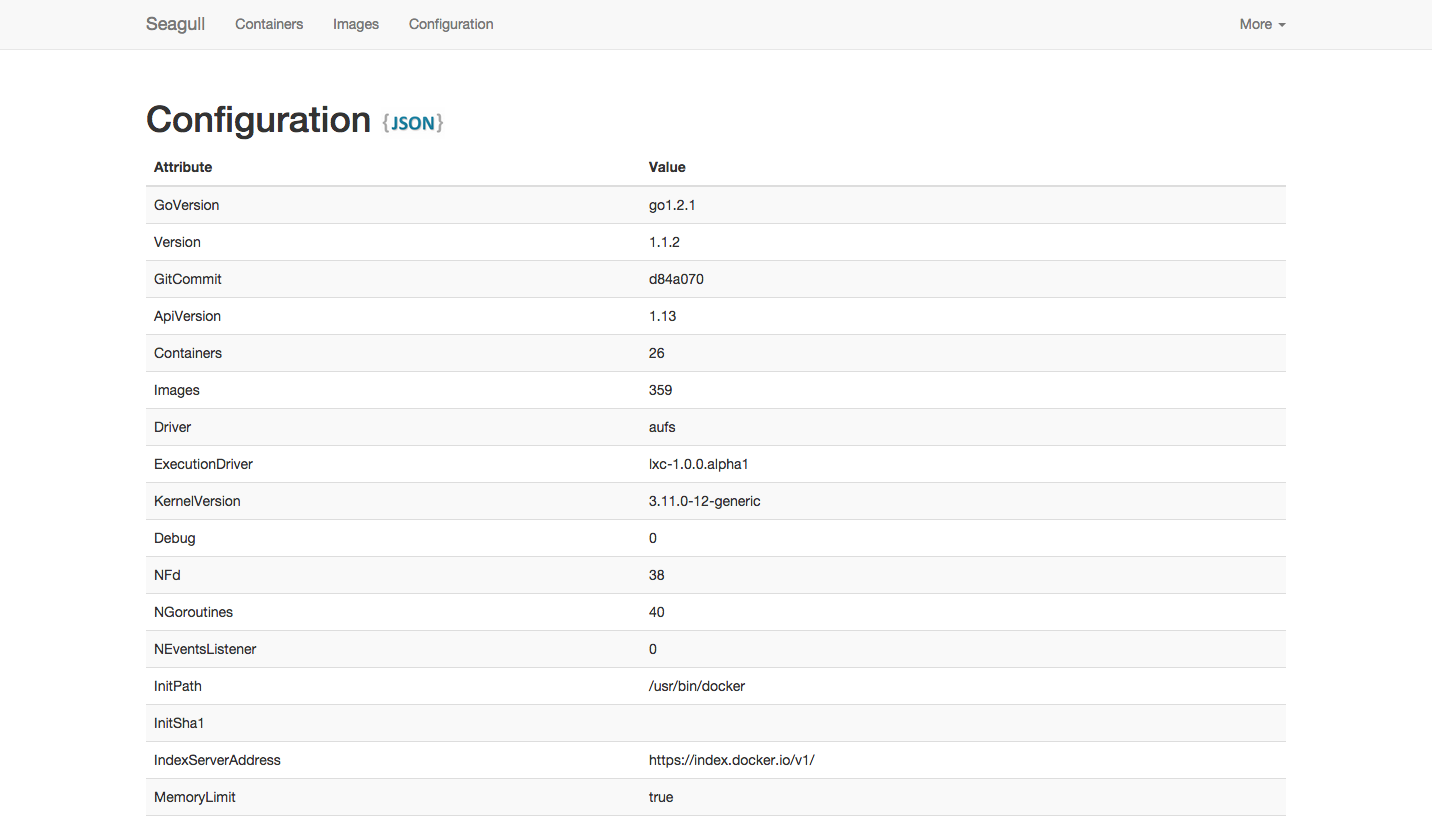 Seagull Containers Images Configuration More
Configuration {JSON}
Attribute Value
GoVersion go1.2.1
Version 1.1.2
GitCommit d84a070
ApiVersion 1.13
Containers 26
Images 359
Driver aufs
ExecutionDriver lxc-1.0.0.alpha1
KernelVersion 3.11.0-12-generic
Debug 0
NFd 38
NGoroutines 40
NEventsListener 0
InitPath /usr/bin/docker
InitSha1
IndexServerAddress https://index.docker.io/v1/
MemoryLimit true